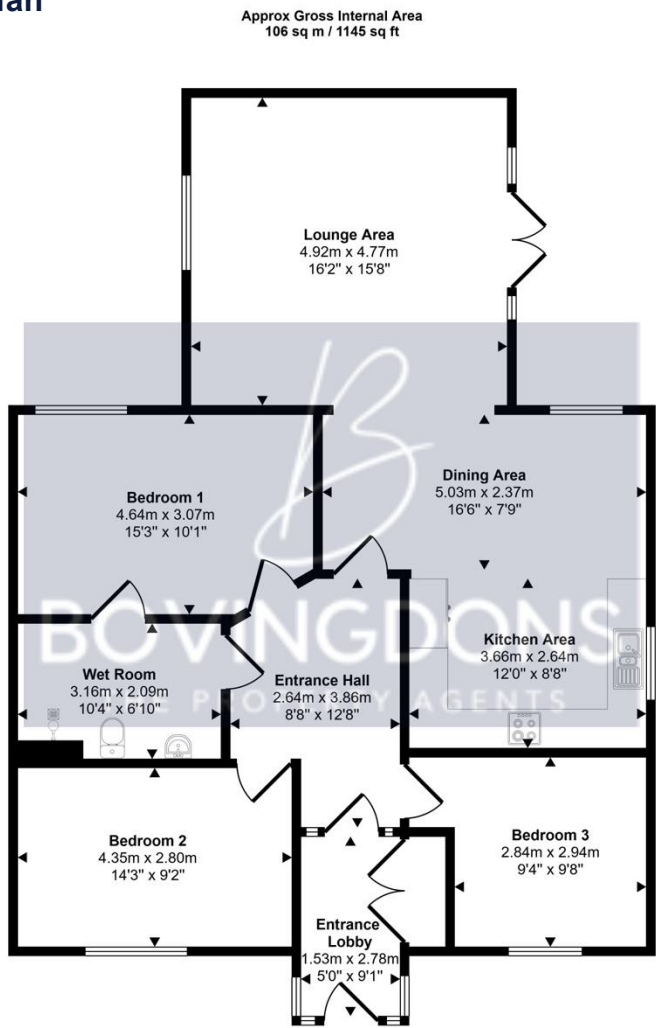 Approx Gross Internal Area
106 sq m / 1145 sq ft
Lounge Area
4.92m x 4.77m
16'2" x 15'8"
Dining Area
5.03m x 2.37m
16'6" x 7'9"
Bedroom 1
4.64m x 3.07m
15'3" x 10'1"
BOVINGDONS
Kitchen Area
3.66m x 2.64m
12'0" x 8'8"
Wet Room
3.16m x 2.09m
10'4" x 6'10"
Entrance Hall
2.64m x 3.86m
8'8" x 12'8"
PROPERTY AGENTS
Bedroom 2
4.35m x 2.80m
14'3" x 9'2"
Bedroom 3
2.84m x 2.94m
9'4" x 9'8"
Entrance
Lobby
1.53m x 2.78m
5'0" x 9'1"